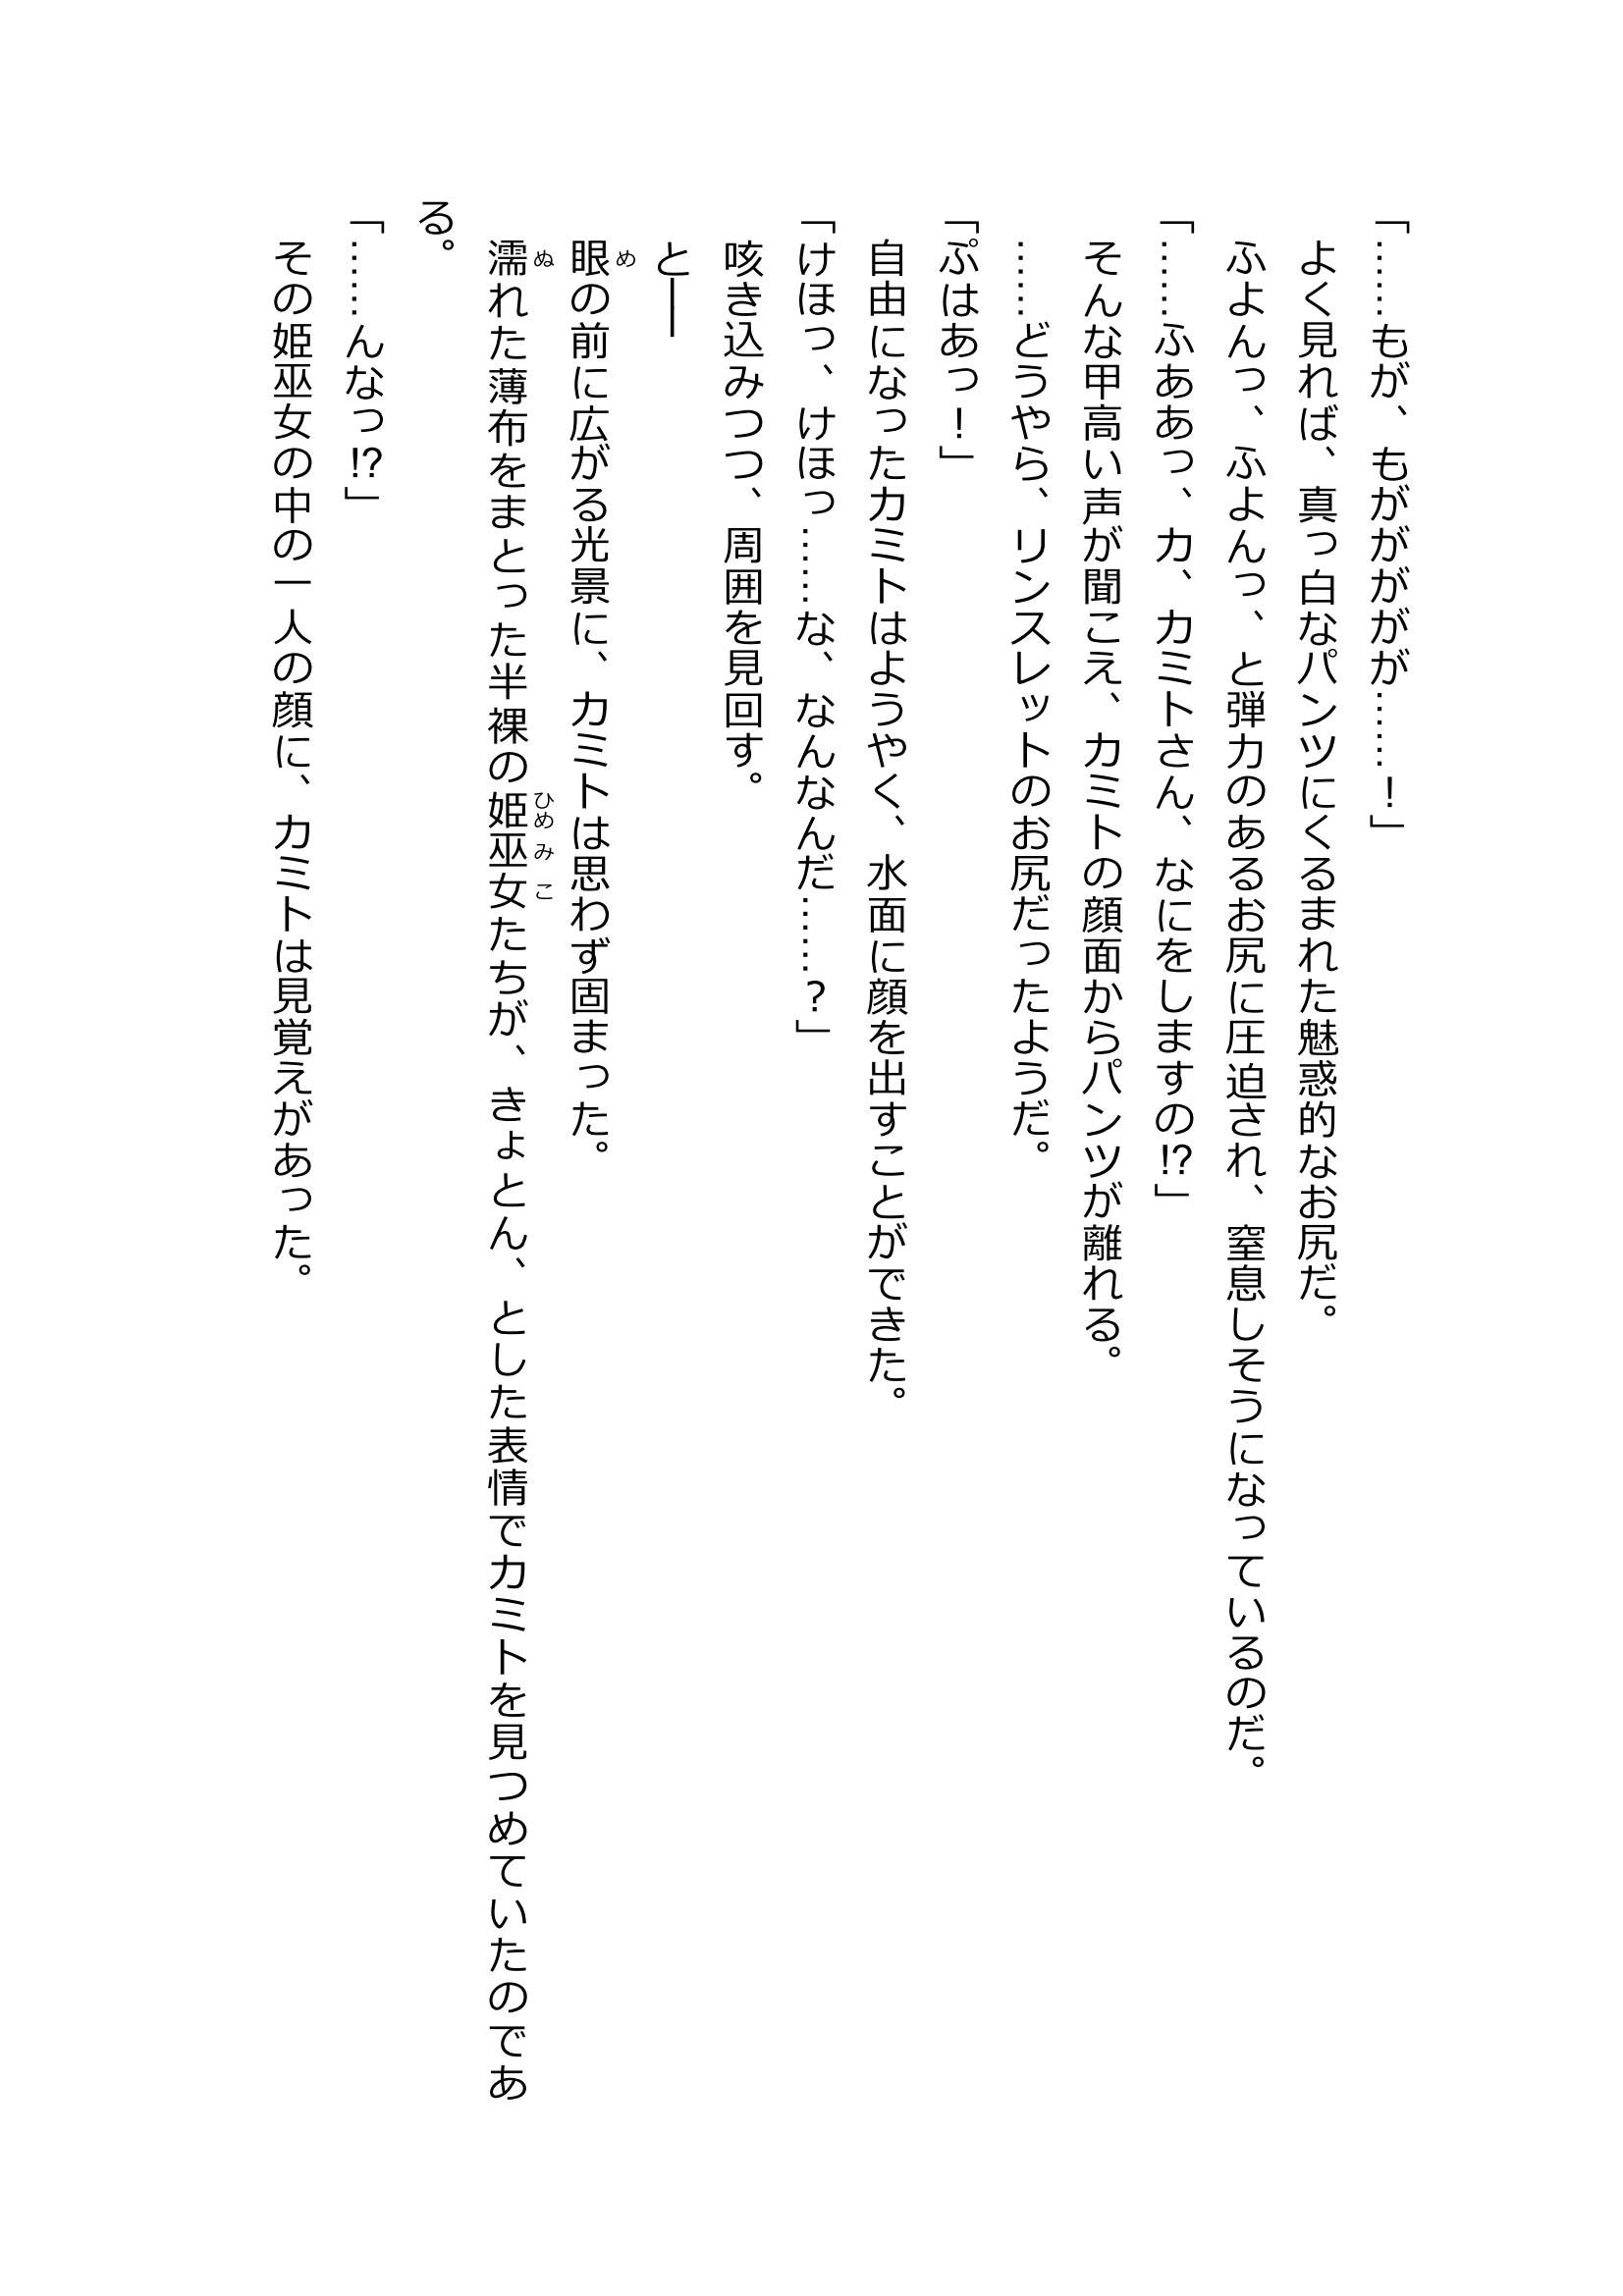 「……もが、もがががががが……！」
よく見れば、真っ白なパンツにくるまれた魅惑的なお尻だ。
ふよんっ、ふよんっ、と弾力のあるお尻に圧迫され、窒息しそうになっているのだ。
「……ふああっ、カ、カミトさん、なにをしますの⁉」
そんな甲高い声が聞こえ、カミトの顔面からパンツが離れる。
……どうやら、リンスレットのお尻だったようだ。
「ぷはあっ！」
自由になったカミトはようやく、水面に顔を出すことができた。
「けほっ、けほっ……な、なんなんだ……？」
咳き込みつつ、周囲を見回す。
と――
眼の前に広がる光景に、カミトは思わず固まった。
濡れた薄布をまとった半裸の姫巫女たちが、きょとん、とした表情でカミトを見つめていたのであ
る。
「……んなっ⁉」
その姫巫女の中の一人の顔に、カミトは見覚えがあった。